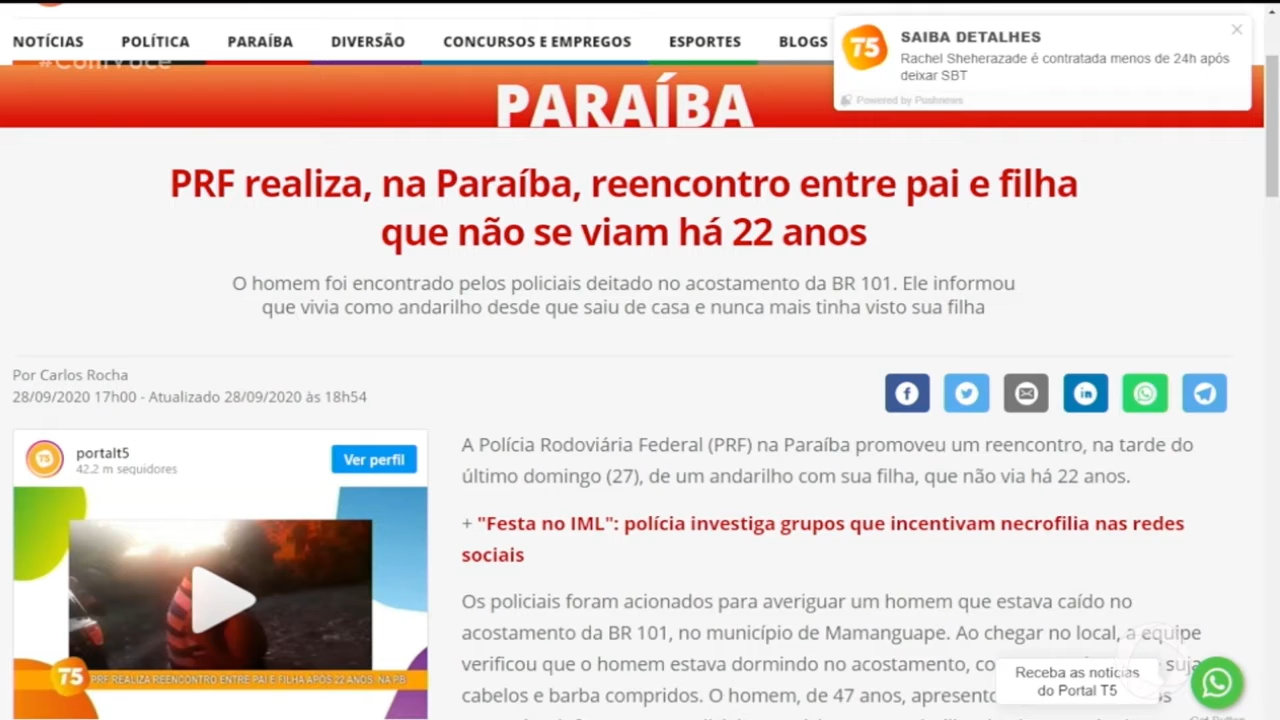 NOTÍCIAS POLÍTICA PARAÍBA DIVERSÃO CONCURSOS E EMPREGOS ESPORTES BLOGS
#ComVocê
T5 SAIBA DETALHES
Rachel Sheherazade é contratada menos de 24h após
deixar SBT
Powered by Pushnews
PARAÍBA
PRF realiza, na Paraíba, reencontro entre pai e filha
que não se viam há 22 anos
O homem foi encontrado pelos policiais deitado no acostamento da BR 101. Ele informou
que vivia como andarilho desde que saiu de casa e nunca mais tinha visto sua filha
Por Carlos Rocha
28/09/2020 17h00 - Atualizado 28/09/2020 às 18h54
T5 portalt5
42.2 m seguidores
Ver perfil
T5 PRF REALIZA REENCONTRO ENTRE PAI E FILHA APÓS 22 ANOS, NA PB
A Polícia Rodoviária Federal (PRF) na Paraíba promoveu um reencontro, na tarde do
último domingo (27), de um andarilho com sua filha, que não via há 22 anos.
+ "Festa no IML": polícia investiga grupos que incentivam necrofilia nas redes
sociais
Os policiais foram acionados para averiguar um homem que estava caído no
acostamento da BR 101, no município de Mamanguape. Ao chegar no local, a equipe
verificou que o homem estava dormindo no acostamento,
cabelos e barba compridos. O homem, de 47 anos,
Receba as notícias
do Portal T5